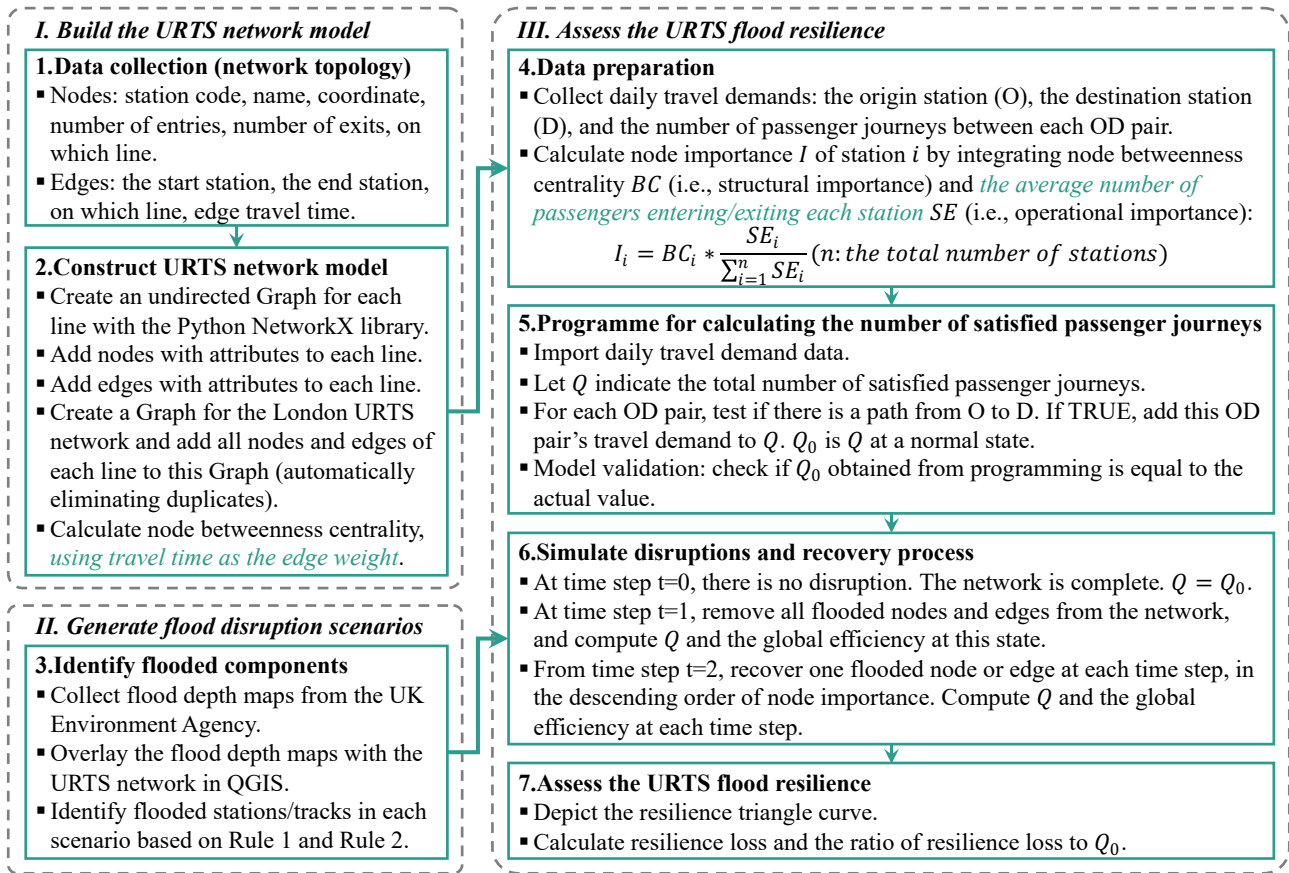 I. Build the URTS network model
1.Data collection (network topology)
▪ Nodes: station code, name, coordinate,
number of entries, number of exits, on
which line.
▪ Edges: the start station, the end station,
on which line, edge travel time.
2.Construct URTS network model
▪ Create an undirected Graph for each
line with the Python NetworkX library.
▪ Add nodes with attributes to each line.
▪ Add edges with attributes to each line.
▪ Create a Graph for the London URTS
network and add all nodes and edges of
each line to this Graph (automatically
eliminating duplicates).
▪ Calculate node betweenness centrality,
using travel time as the edge weight.
II. Generate flood disruption scenarios
3.Identify flooded components
▪ Collect flood depth maps from the UK
Environment Agency.
▪ Overlay the flood depth maps with the
URTS network in QGIS.
▪ Identify flooded stations/tracks in each
scenario based on Rule 1 and Rule 2.
III. Assess the URTS flood resilience
4.Data preparation
▪ Collect daily travel demands: the origin station (O), the destination station
(D), and the number of passenger journeys between each OD pair.
▪ Calculate node importance I of station i by integrating node betweenness
centrality BC (i.e., structural importance) and the average number of
passengers entering/exiting each station SE (i.e., operational importance):
I_i = BC_i * SE_i / ∑_{i=1}^{n} SE_i (n: the total number of stations)
5.Programme for calculating the number of satisfied passenger journeys
▪ Import daily travel demand data.
▪ Let Q indicate the total number of satisfied passenger journeys.
▪ For each OD pair, test if there is a path from O to D. If TRUE, add this OD
pair's travel demand to Q. Q₀ is Q at a normal state.
▪ Model validation: check if Q₀ obtained from programming is equal to the
actual value.
6.Simulate disruptions and recovery process
▪ At time step t=0, there is no disruption. The network is complete. Q = Q₀.
▪ At time step t=1, remove all flooded nodes and edges from the network,
and compute Q and the global efficiency at this state.
▪ From time step t=2, recover one flooded node or edge at each time step, in
the descending order of node importance. Compute Q and the global
efficiency at each time step.
7.Assess the URTS flood resilience
▪ Depict the resilience triangle curve.
▪ Calculate resilience loss and the ratio of resilience loss to Q₀.